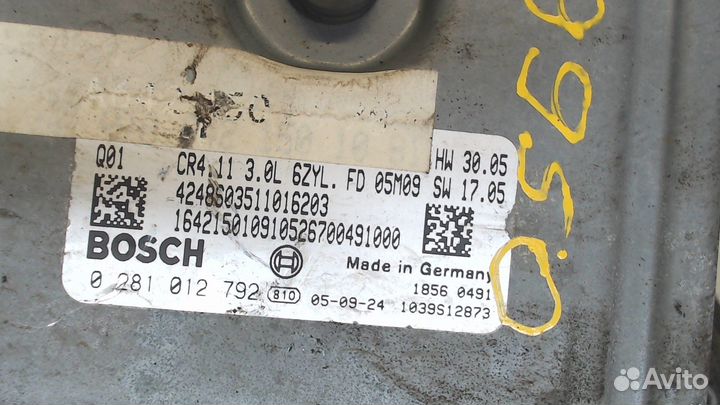 Q01 CR4.11 3.0L 6ZYL. FD 05M09 HW 30.05
4248503511016203 SW 17.05
164215010910526700491000
BOSCH
Made in Germany
0 281 012 792 810 05-09-24
1856 0491
1039S12873
Avito